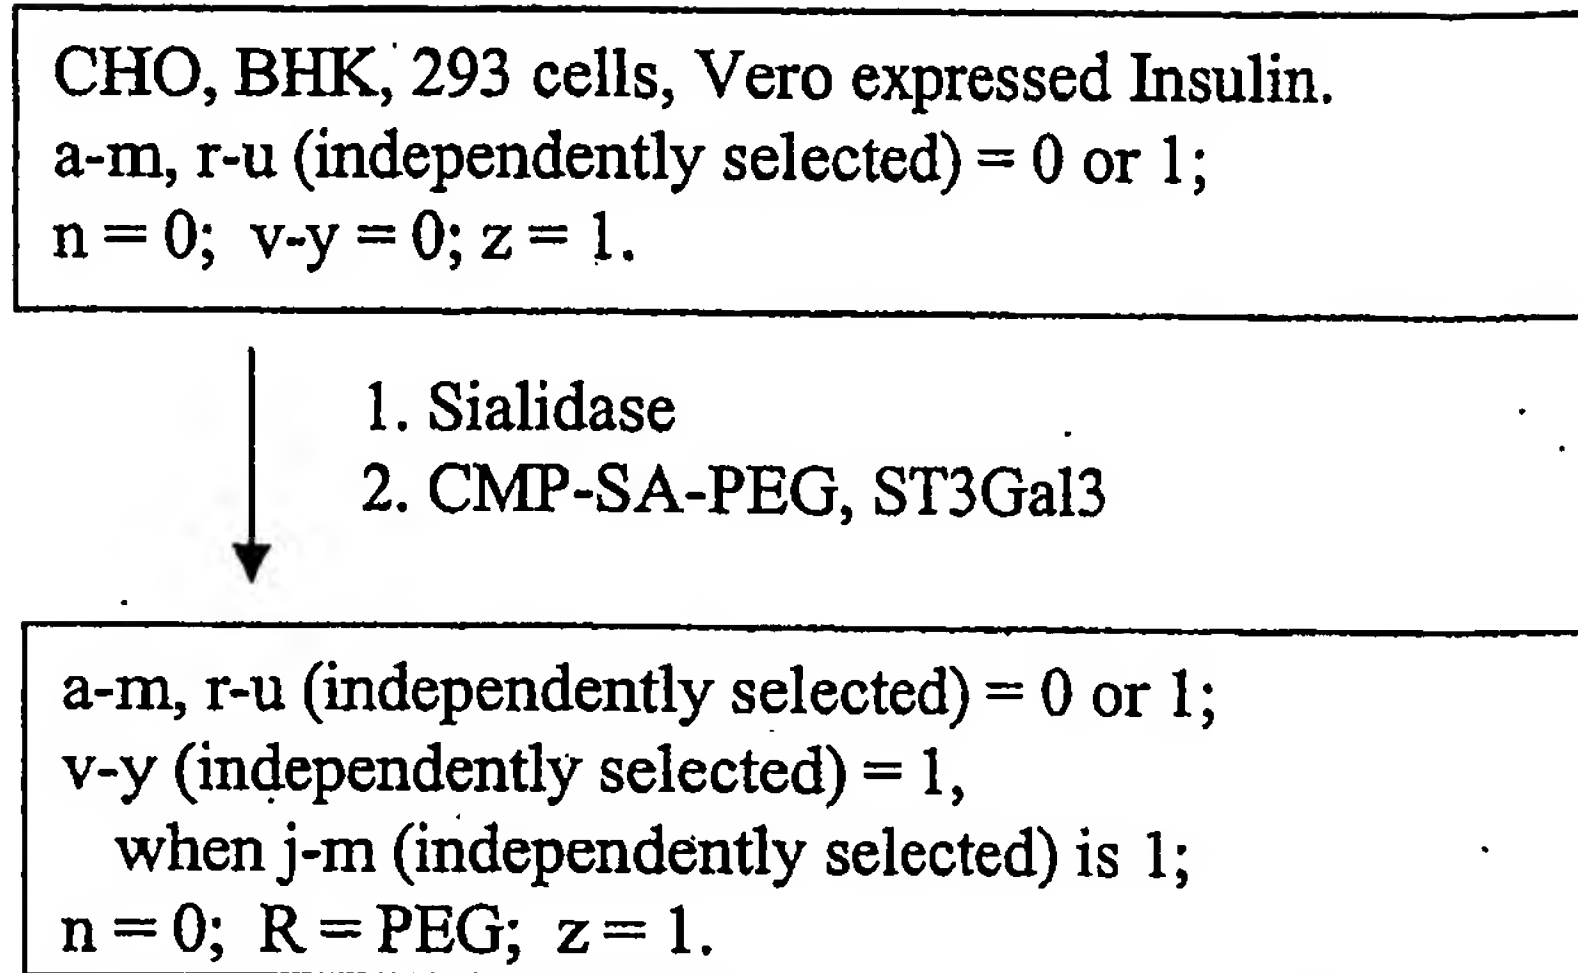 CHO, BHK, 293 cells, Vero expressed Insulin.
a-m, r-u (independently selected) = 0 or 1;
n = 0; v-y = 0; z = 1.
1. Sialidase
2. CMP-SA-PEG, ST3Gal3
a-m, r-u (independently selected) = 0 or 1;
v-y (independently selected) = 1,
when j-m (independently selected) is 1;
n = 0; R = PEG; z = 1.